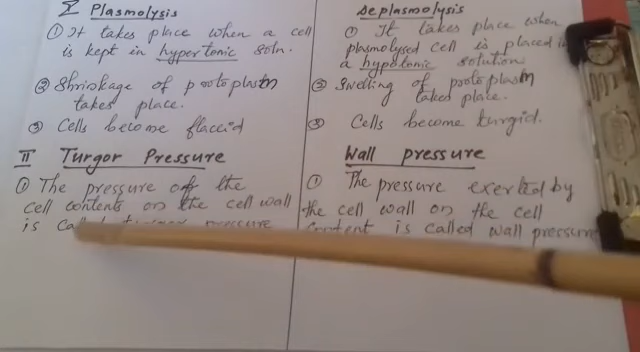 I Plasmolysis
① It takes place when a cell
is kept in hypertonic soln.
② Shrinkage of protoplasm
takes place.
③ Cells become flaccid
Deplasmolysis
① It takes place when
plasmolysed cell is placed in
a hypotonic solution
② Swelling of protoplasm
takes place.
③ Cells become turgid.
II Turgor Pressure
① The pressure of the
cell contents on the cell wall
is called turgor pressure
Wall pressure
① The pressure exerted by
the cell wall on the cell
content is called wall pressure